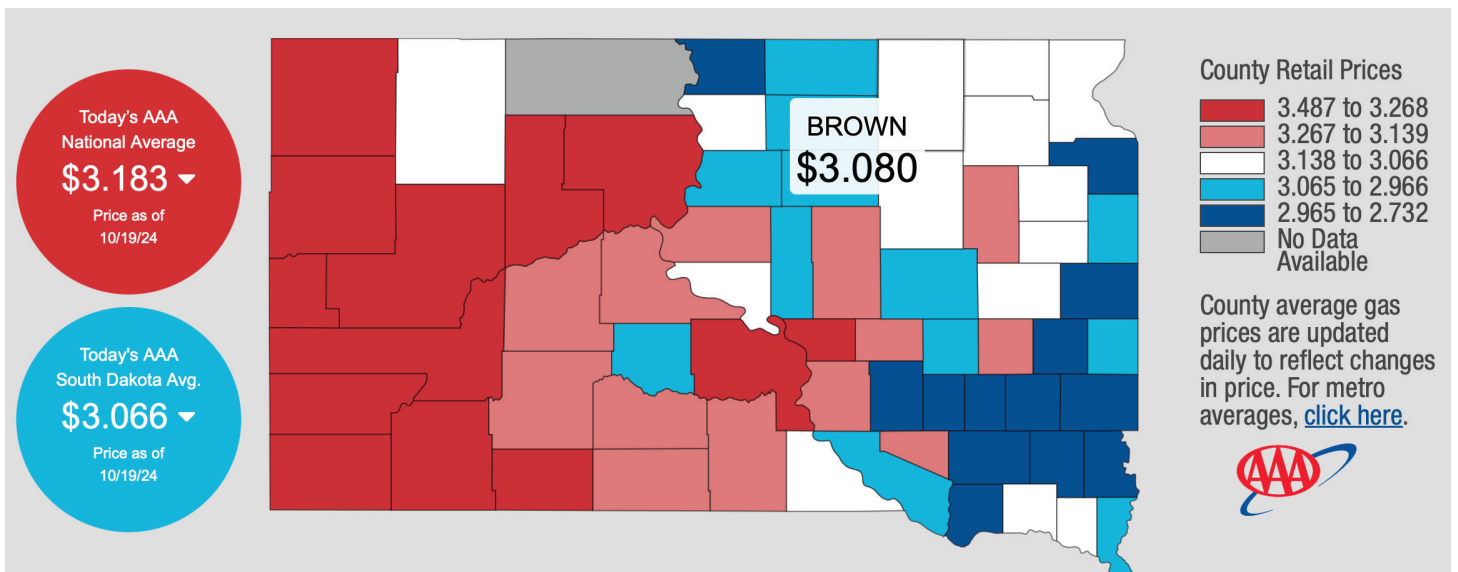 Today's AAA
National Average
$3.183
Price as of
10/19/24
Today's AAA
South Dakota Avg.
$3.066
Price as of
10/19/24
BROWN
$3.080
County Retail Prices
3.487 to 3.268
3.267 to 3.139
3.138 to 3.066
3.065 to 2.966
2.965 to 2.732
No Data
Available
County average gas
prices are updated
daily to reflect changes
in price. For metro
averages, click here.
AAA